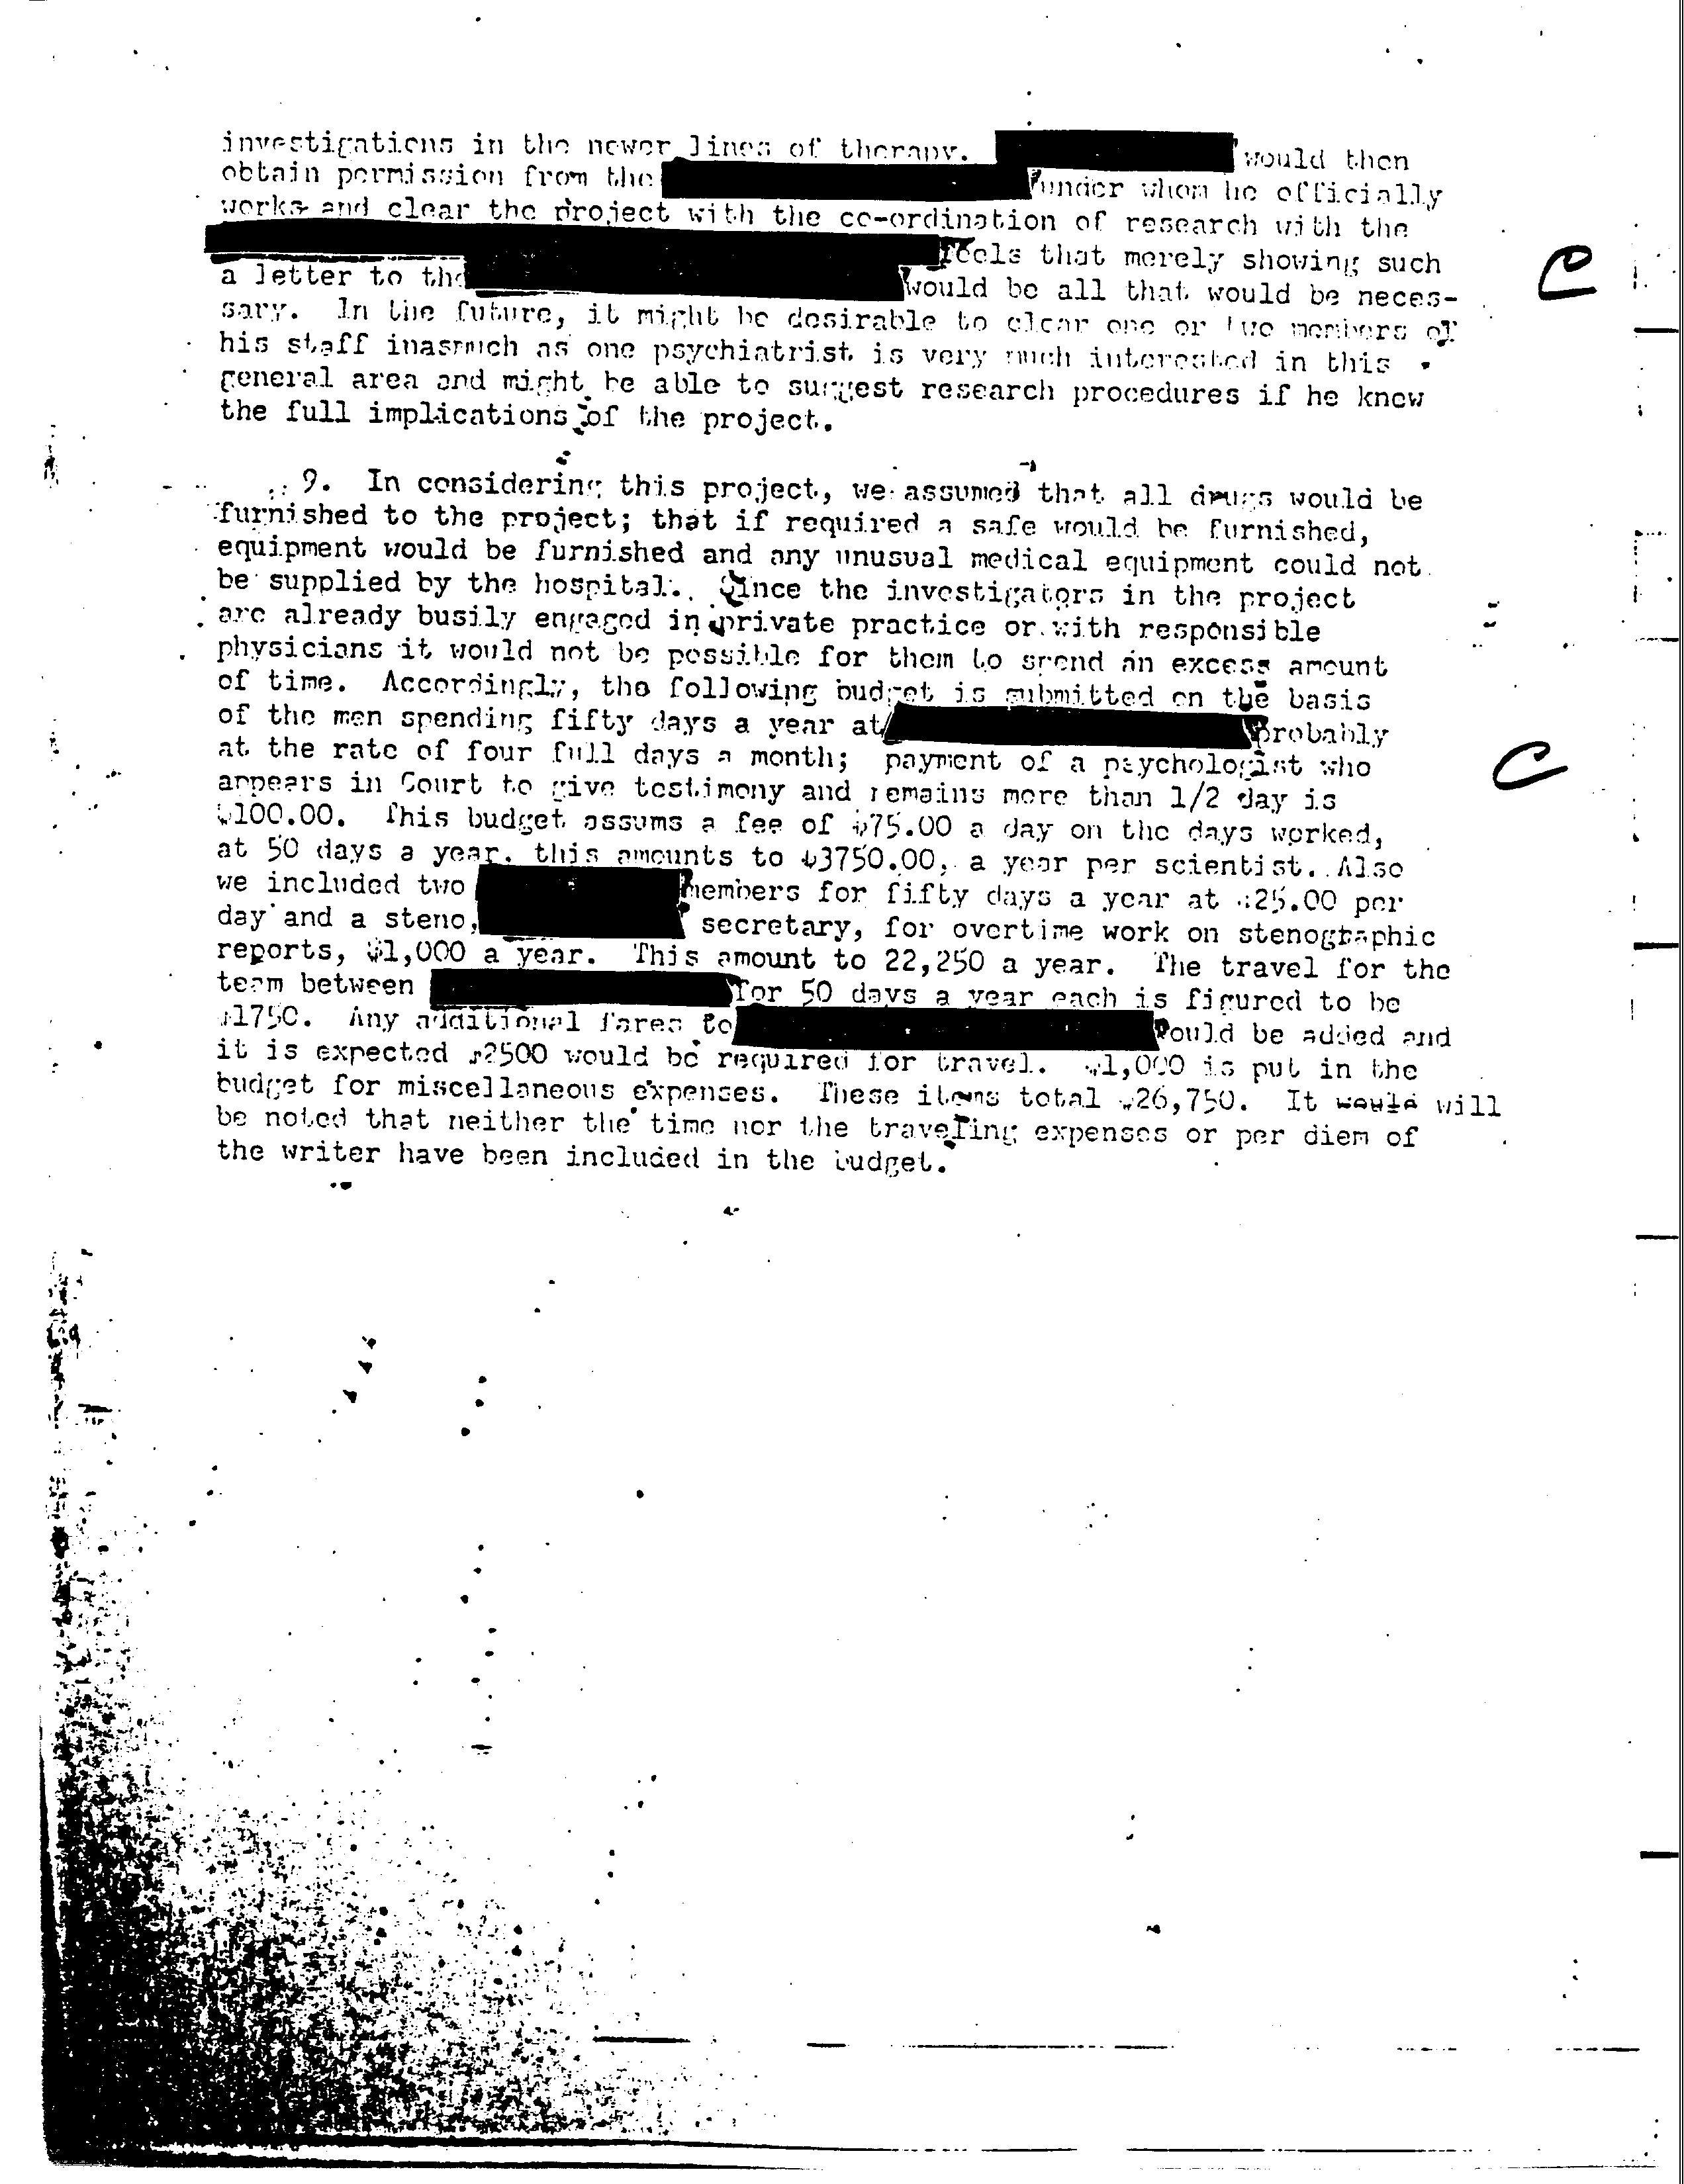 investigations in the newer lines of therapy. would then
obtain permission from the under whom he officially
works and clear the project with the co-ordination of research with the
feels that merely showing such
a letter to the would be all that would be neces-
sary. In the future, it might be desirable to clear one or two members of
his staff inasmuch as one psychiatrist is very much interested in this
general area and might be able to suggest research procedures if he knew
the full implications of the project.
9. In considering this project, we assumed that all drugs would be
furnished to the project; that if required a safe would be furnished,
equipment would be furnished and any unusual medical equipment could not
be supplied by the hospital. Since the investigators in the project
are already busily engaged in private practice or with responsible
physicians it would not be possible for them to spend an excess amount
of time. Accordingly, the following budget is submitted on the basis
of the men spending fifty days a year at probably
at the rate of four full days a month; payment of a psychologist who
appears in Court to give testimony and remains more than 1/2 day is
$100.00. This budget assums a fee of $75.00 a day on the days worked,
at 50 days a year, this amounts to $3750.00, a year per scientist. Also
we included two members for fifty days a year at $25.00 per
day and a steno, secretary, for overtime work on stenographic
reports, $1,000 a year. This amount to 22,250 a year. The travel for the
team between for 50 days a year each is figured to be
$1750. Any additional fares to would be added and
it is expected $2500 would be required for travel. $1,000 is put in the
budget for miscellaneous expenses. These items total $26,750. It would will
be noted that neither the time nor the traveling expenses or per diem of
the writer have been included in the budget.
C
C